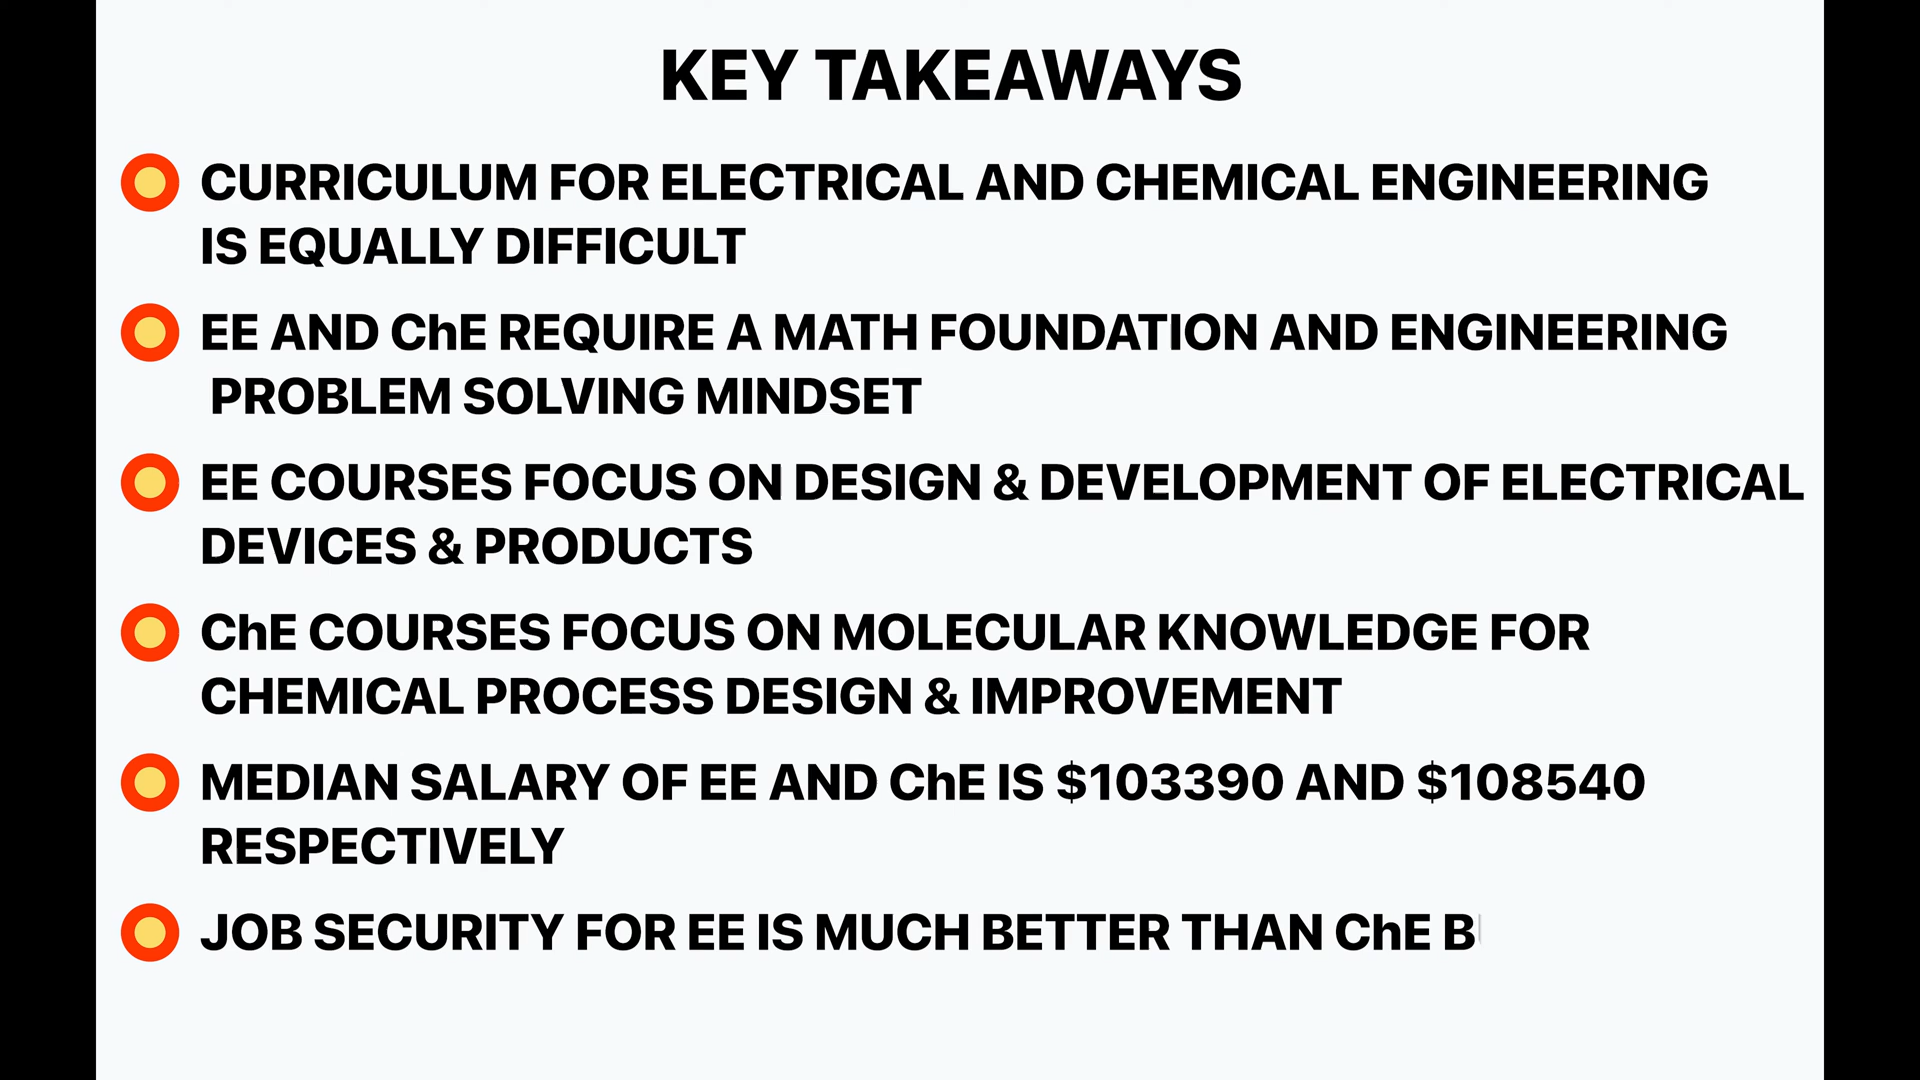 KEY TAKEAWAYS
CURRICULUM FOR ELECTRICAL AND CHEMICAL ENGINEERING
IS EQUALLY DIFFICULT
EE AND ChE REQUIRE A MATH FOUNDATION AND ENGINEERING
PROBLEM SOLVING MINDSET
EE COURSES FOCUS ON DESIGN & DEVELOPMENT OF ELECTRICAL
DEVICES & PRODUCTS
ChE COURSES FOCUS ON MOLECULAR KNOWLEDGE FOR
CHEMICAL PROCESS DESIGN & IMPROVEMENT
MEDIAN SALARY OF EE AND ChE IS $103390 AND $108540
RESPECTIVELY
JOB SECURITY FOR EE IS MUCH BETTER THAN ChE B